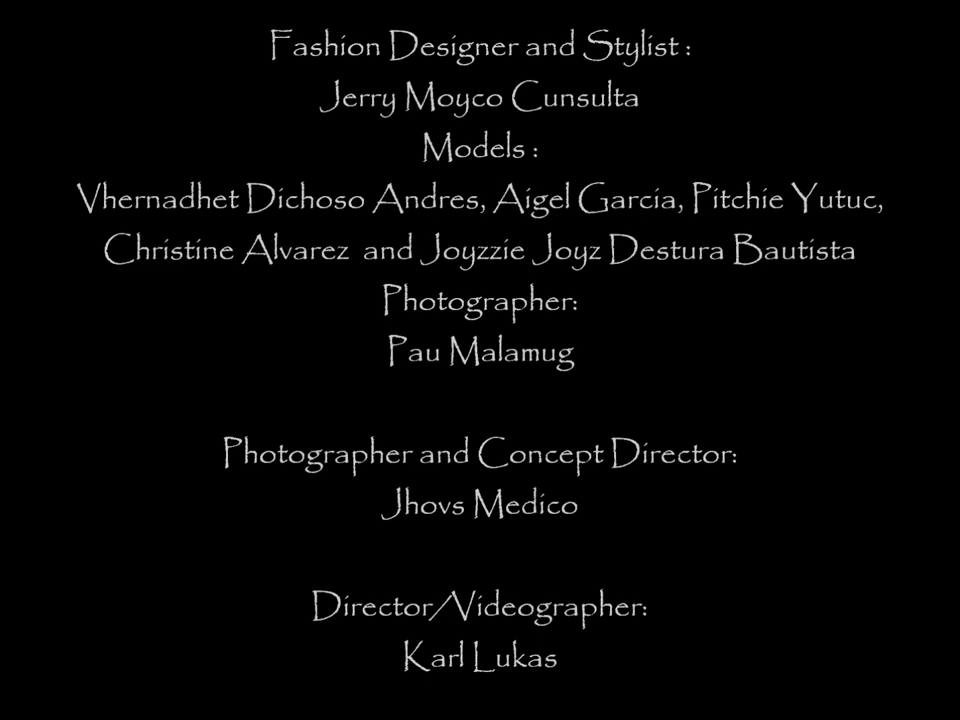 Fashion Designer and Stylist :
Jerry Moyco Cunsulta
Models :
Vhernadhet Dichoso Andres, Aigel Garcia, Pitchie Yutuc,
Christine Alvarez and Joyzzie Joyz Destura Bautista
Photographer:
Pau Malamug
Photographer and Concept Director:
Jhovs Medico
Director/Videographer:
Karl Lukas